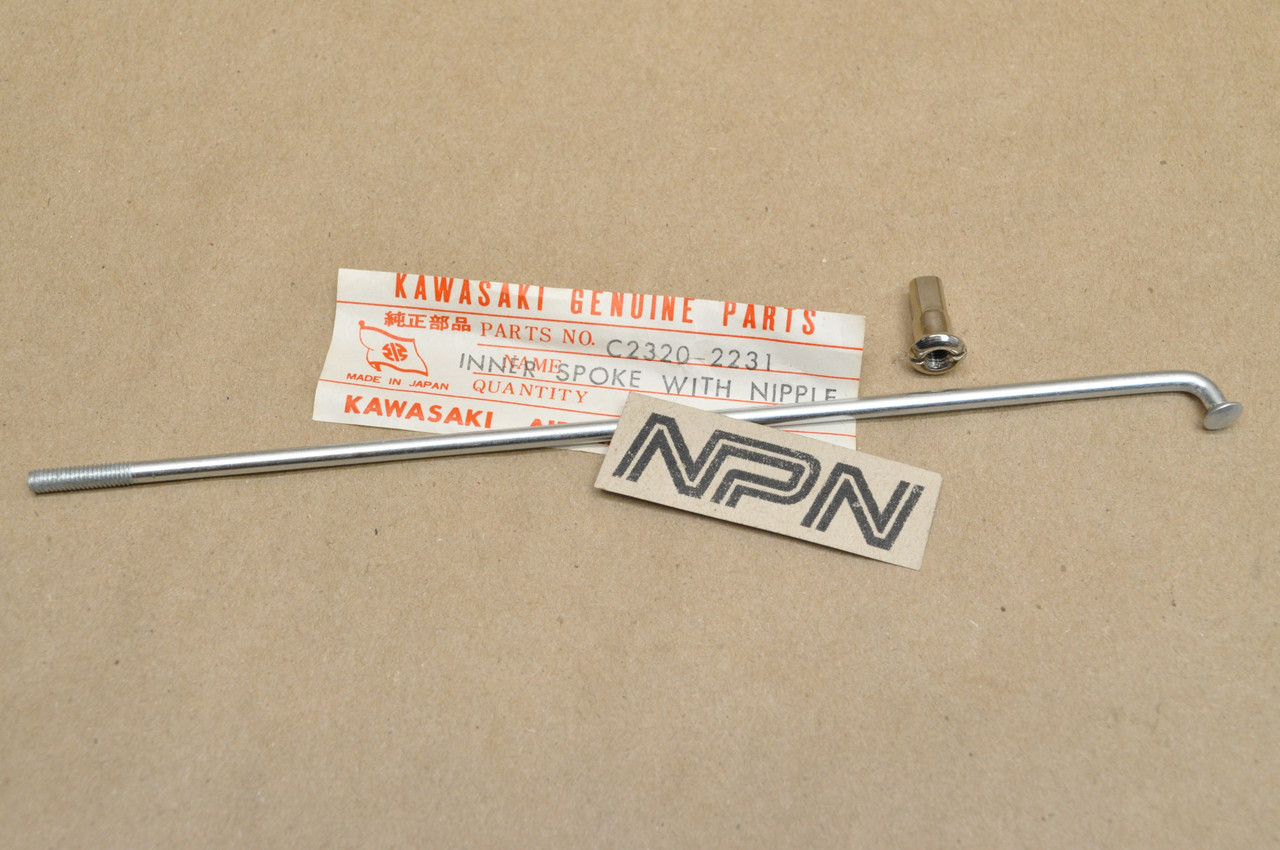 KAWASAKI GENUINE PARTS
純正部品
PARTS NO. C2320-2231
NAME INNER SPOKE WITH NIPPLE
MADE IN JAPAN
QUANTITY
KAWASAKI
NPN